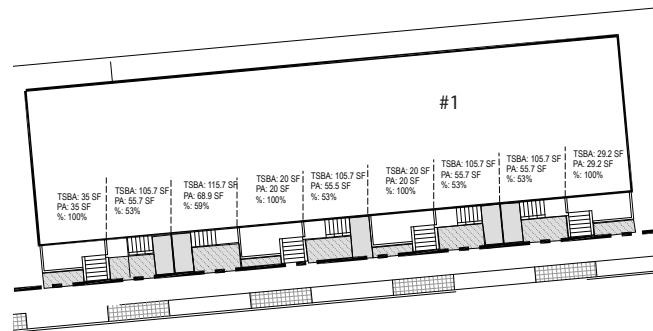 #1
TSBA: 35 SF
PA: 35 SF
%: 100%
TSBA: 105.7 SF
PA: 55.7 SF
%: 53%
TSBA: 115.7 SF
PA: 68.9 SF
%: 59%
TSBA: 20 SF
PA: 20 SF
%: 100%
TSBA: 105.7 SF
PA: 55.5 SF
%: 53%
TSBA: 20 SF
PA: 20 SF
%: 100%
TSBA: 105.7 SF
PA: 55.7 SF
%: 53%
TSBA: 105.7 SF
PA: 55.7 SF
%: 53%
TSBA: 29.2 SF
PA: 29.2 SF
%: 100%